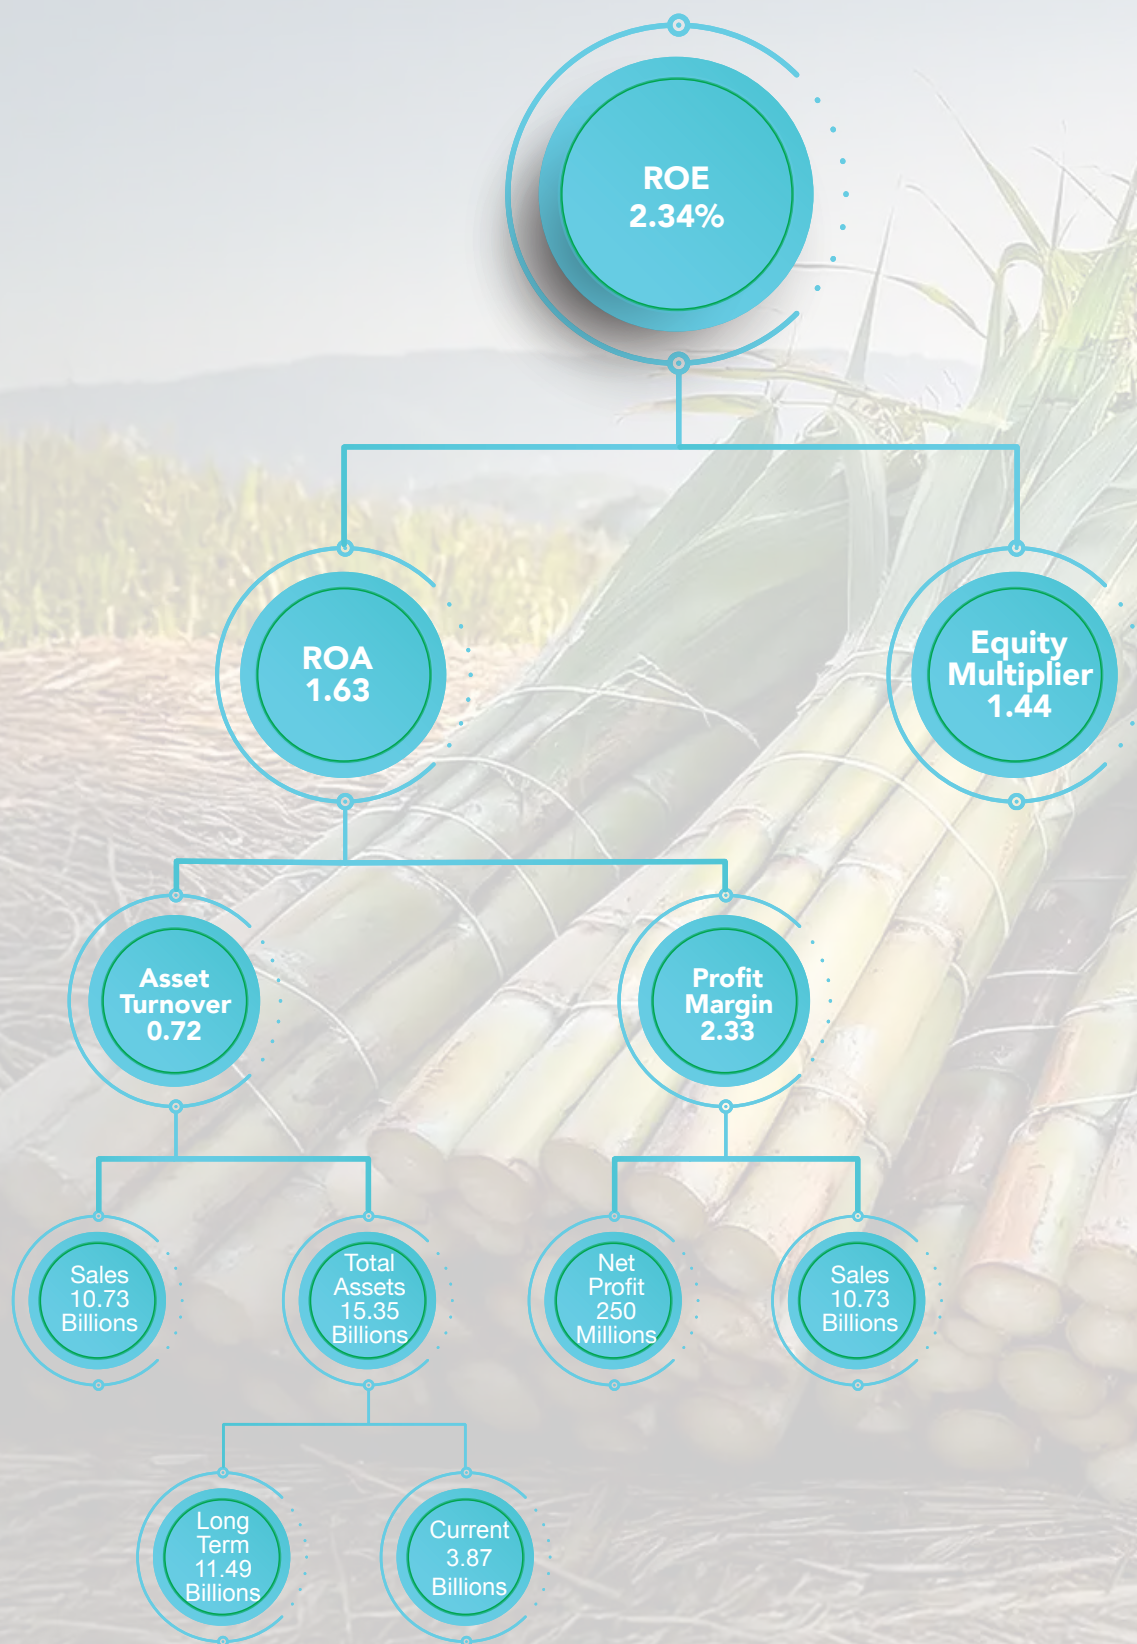 ROE
2.34%
ROA
1.63
Equity
Multiplier
1.44
Asset
Turnover
0.72
Profit
Margin
2.33
Sales
10.73
Billions
Total
Assets
15.35
Billions
Net
Profit
250
Millions
Sales
10.73
Billions
Long
Term
11.49
Billions
Current
3.87
Billions